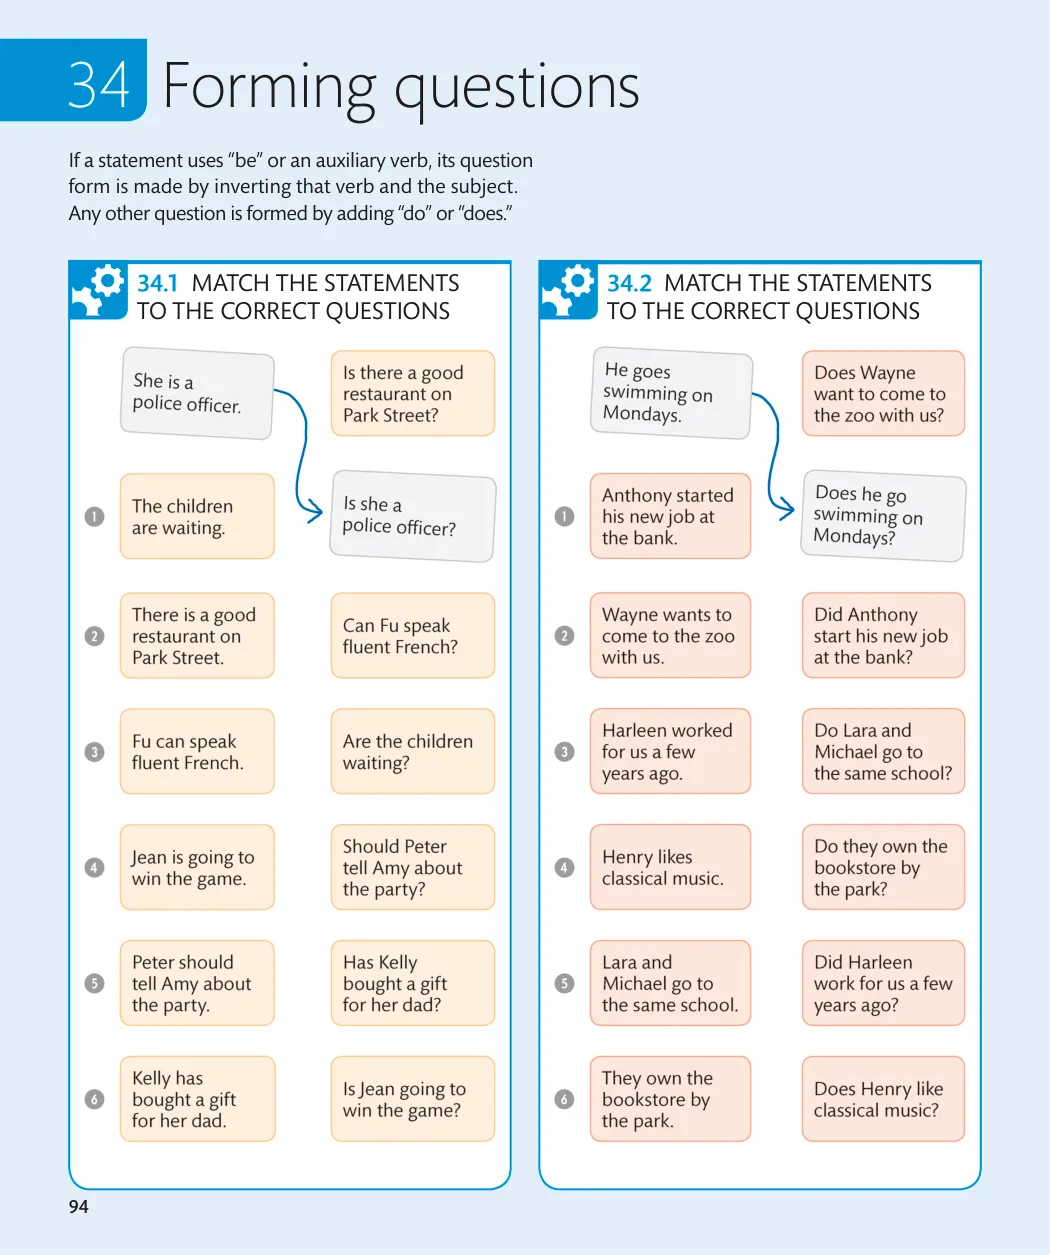 34 Forming questions
If a statement uses “be” or an auxiliary verb, its question
form is made by inverting that verb and the subject.
Any other question is formed by adding “do” or “does.”
34.1 MATCH THE STATEMENTS
TO THE CORRECT QUESTIONS
She is a
police officer.
Is there a good
restaurant on
Park Street?
1
The children
are waiting.
Is she a
police officer?
2
There is a good
restaurant on
Park Street.
Can Fu speak
fluent French?
3
Fu can speak
fluent French.
Are the children
waiting?
4
Jean is going to
win the game.
Should Peter
tell Amy about
the party?
5
Peter should
tell Amy about
the party.
Has Kelly
bought a gift
for her dad?
6
Kelly has
bought a gift
for her dad.
Is Jean going to
win the game?
34.2 MATCH THE STATEMENTS
TO THE CORRECT QUESTIONS
He goes
swimming on
Mondays.
Does Wayne
want to come to
the zoo with us?
1
Anthony started
his new job at
the bank.
Does he go
swimming on
Mondays?
2
Wayne wants to
come to the zoo
with us.
Did Anthony
start his new job
at the bank?
3
Harleen worked
for us a few
years ago.
Do Lara and
Michael go to
the same school?
4
Henry likes
classical music.
Do they own the
bookstore by
the park?
5
Lara and
Michael go to
the same school.
Did Harleen
work for us a few
years ago?
6
They own the
bookstore by
the park.
Does Henry like
classical music?
94